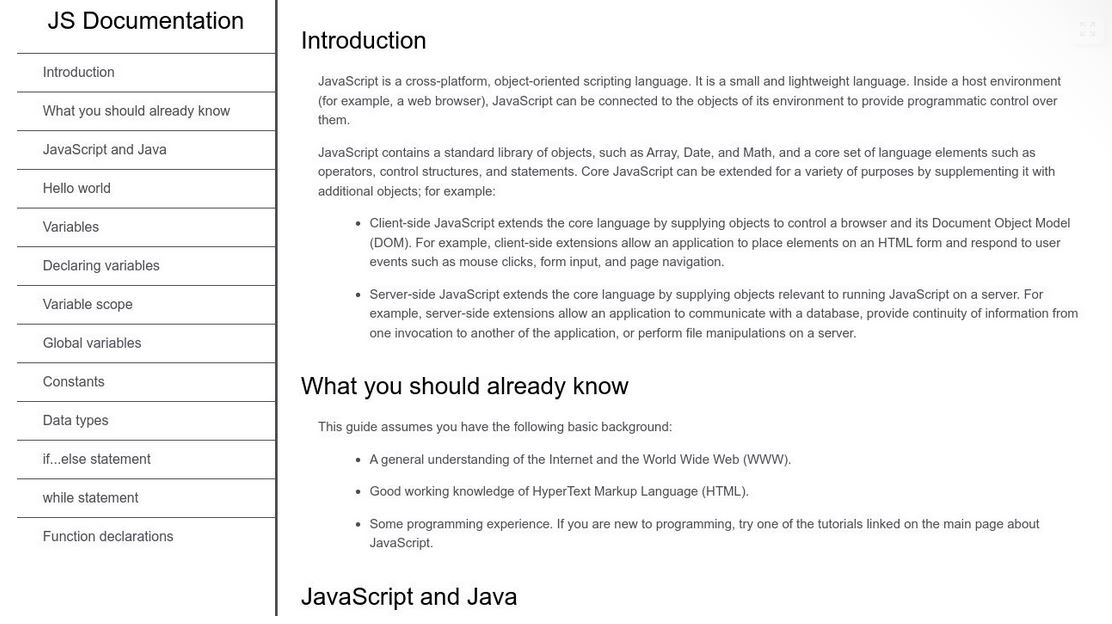 JS Documentation
Introduction
What you should already know
JavaScript and Java
Hello world
Variables
Declaring variables
Variable scope
Global variables
Constants
Data types
if...else statement
while statement
Function declarations
Introduction
JavaScript is a cross-platform, object-oriented scripting language. It is a small and lightweight language. Inside a host environment
(for example, a web browser), JavaScript can be connected to the objects of its environment to provide programmatic control over
them.
JavaScript contains a standard library of objects, such as Array, Date, and Math, and a core set of language elements such as
operators, control structures, and statements. Core JavaScript can be extended for a variety of purposes by supplementing it with
additional objects; for example:
• Client-side JavaScript extends the core language by supplying objects to control a browser and its Document Object Model
(DOM). For example, client-side extensions allow an application to place elements on an HTML form and respond to user
events such as mouse clicks, form input, and page navigation.
• Server-side JavaScript extends the core language by supplying objects relevant to running JavaScript on a server. For
example, server-side extensions allow an application to communicate with a database, provide continuity of information from
one invocation to another of the application, or perform file manipulations on a server.
What you should already know
This guide assumes you have the following basic background:
• A general understanding of the Internet and the World Wide Web (WWW).
• Good working knowledge of HyperText Markup Language (HTML).
• Some programming experience. If you are new to programming, try one of the tutorials linked on the main page about
JavaScript.
JavaScript and Java